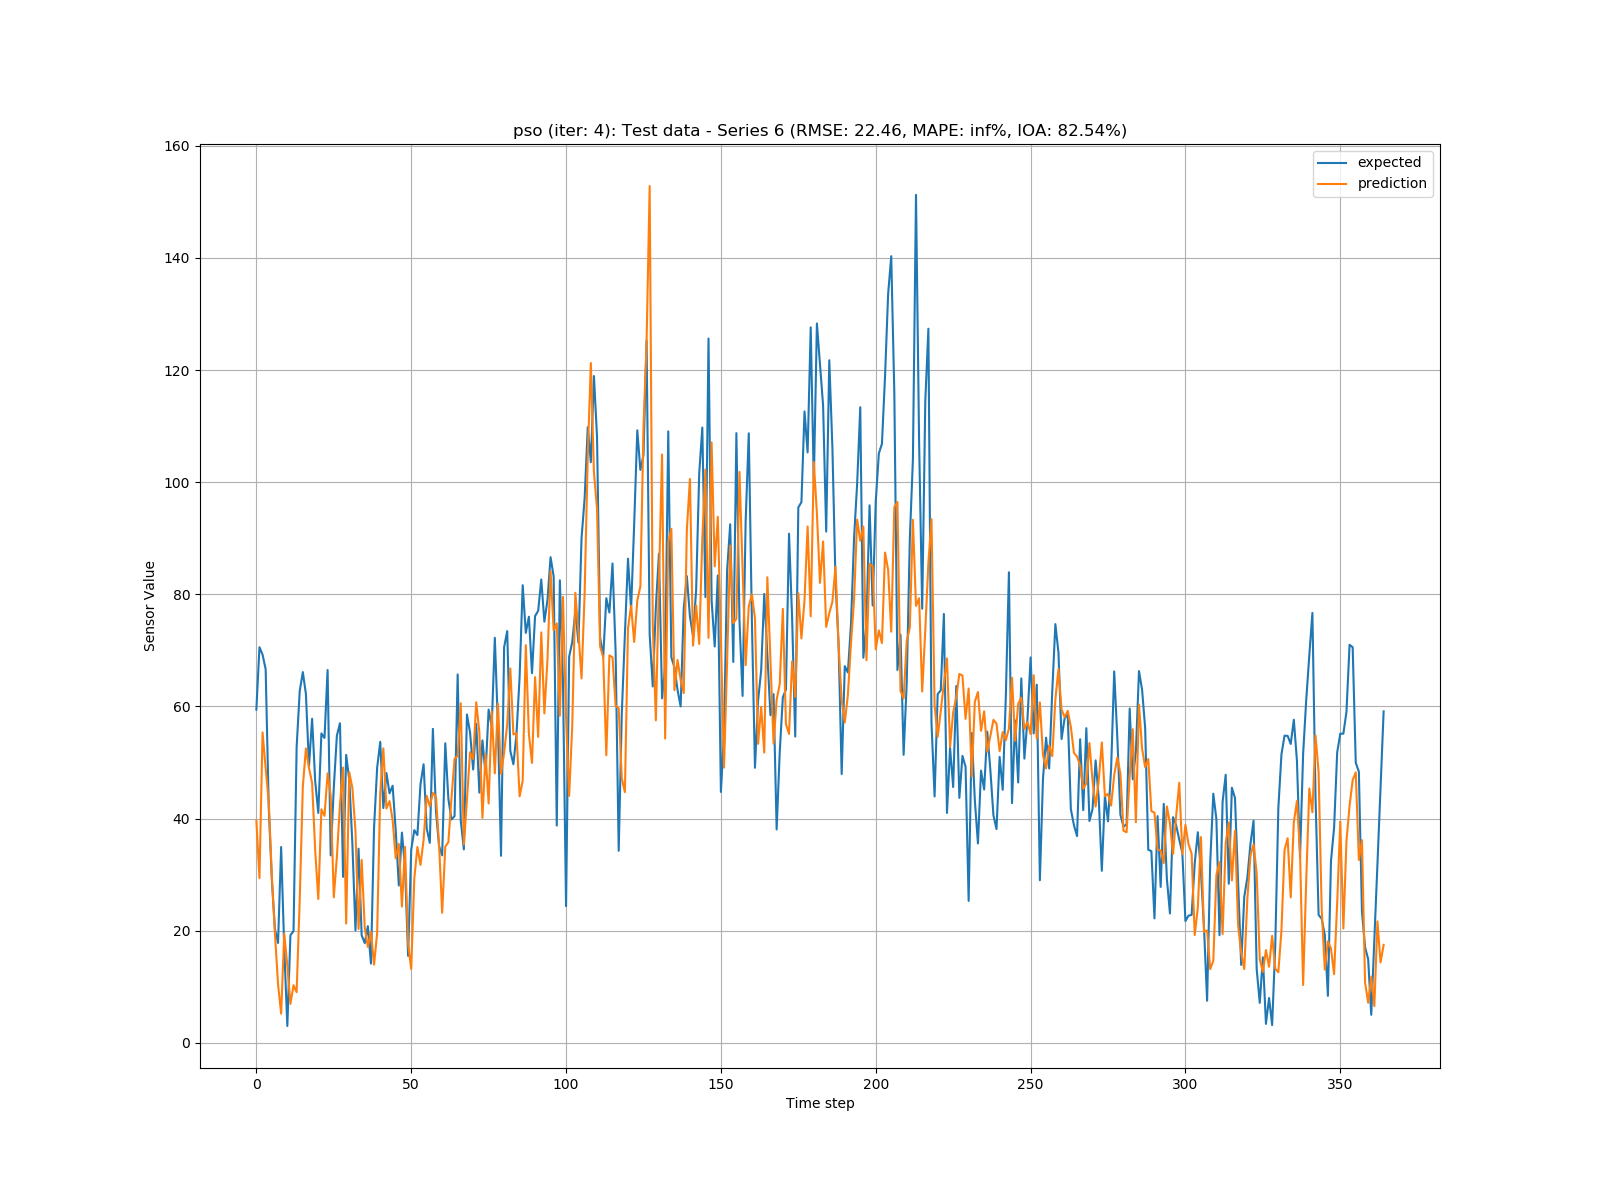 pso (iter: 4): Test data - Series 6 (RMSE: 22.46, MAPE: inf%, IOA: 82.54%)
expected
prediction
160
140
120
100
80
60
40
20
0
Sensor Value
0 50 100 150 200 250 300 350
Time step